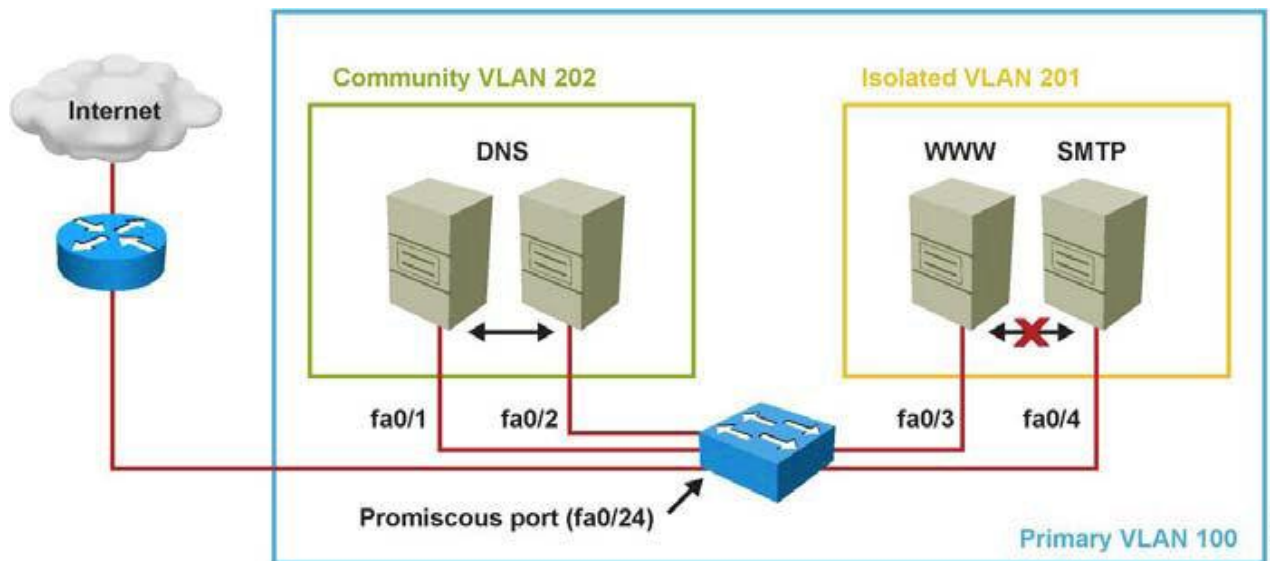 Internet
Community VLAN 202
Isolated VLAN 201
DNS
WWW
SMTP
fa0/1
fa0/2
fa0/3
fa0/4
Promiscous port (fa0/24)
Primary VLAN 100